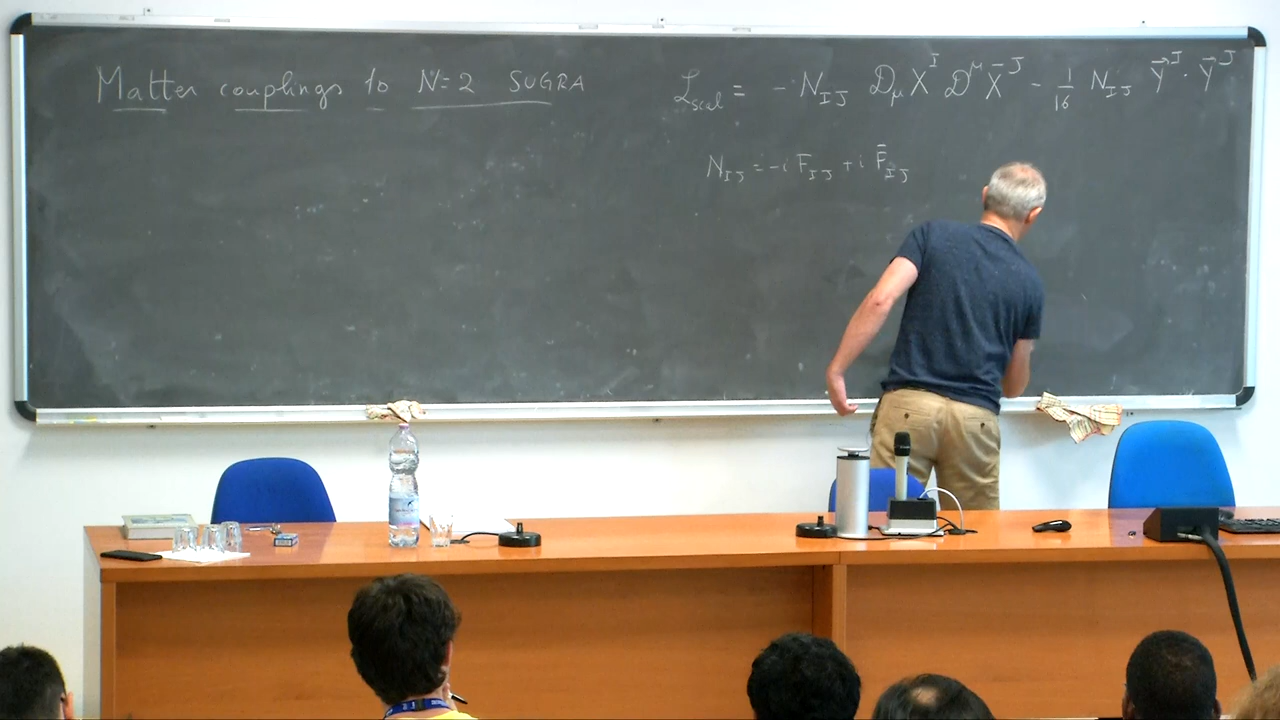 Matter couplings to N=2 SUGRA
ℒ_scal = - N_IJ 𝒟_μ X^I 𝒟^μ X̄^J - 1/16 N_IJ Y⃗^J · Y⃗^J
N_IJ = -i F_IJ + i F̄_IJ